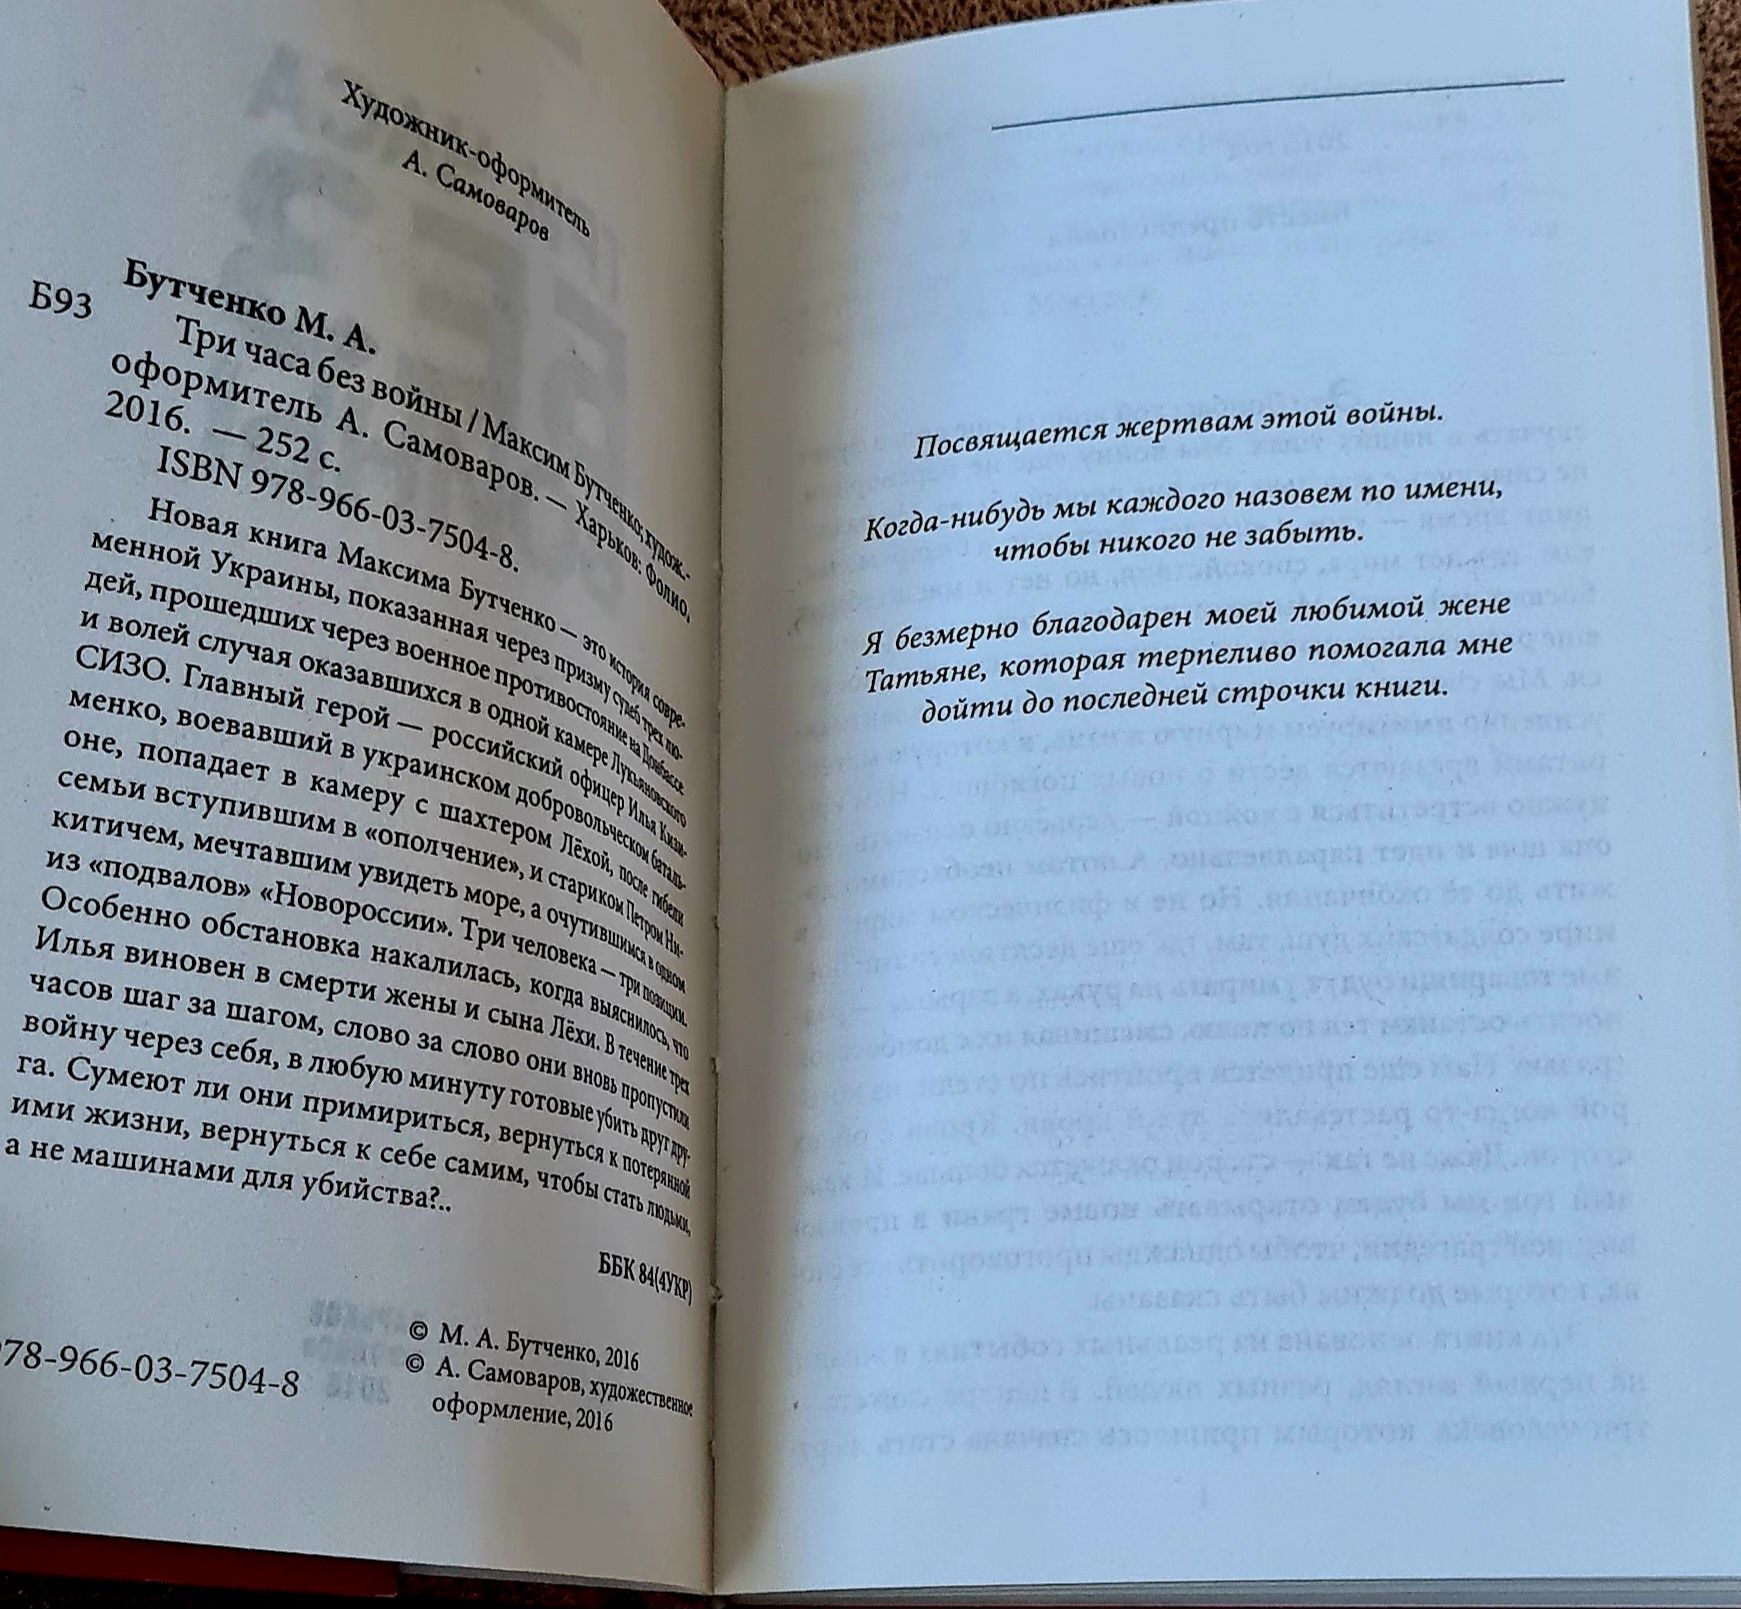 Художник-оформитель
А. Самоваров
Бутченко М. А.
Б93
Три часа без войны / Максим Бутченко; худож.-
оформитель А. Самоваров. — Харьков: Фолио,
2016. — 252 с.
ISBN 978-966-03-7504-8.
Новая книга Максима Бутченко — это история совре-
менной Украины, показанная через призму судеб трех лю-
дей, прошедших через военное противостояние на Донбассе
и волей случая оказавшихся в одной камере Лукьяновского
СИЗО. Главный герой — российский офицер Илья Кизи-
менко, воевавший в украинском добровольческом баталь-
оне, попадает в камеру с шахтером Лёхой, после гибели
семьи вступившим в «ополчение», и стариком Петром Ни-
китичем, мечтавшим увидеть море, а очутившимся в одном
из «подвалов» «Новороссии». Три человека — три позиции.
Особенно обстановка накалилась, когда выяснилось, что
Илья виновен в смерти жены и сына Лёхи. В течение трех
часов шаг за шагом, слово за слово они вновь пропустили
войну через себя, в любую минуту готовые убить друг дру-
га. Сумеют ли они примириться, вернуться к потерянной
ими жизни, вернуться к себе самим, чтобы стать людьми,
а не машинами для убийства?..
ББК 84(4УКР)
78-966-03-7504-8
© М. А. Бутченко, 2016
© А. Самоваров, художественное
оформление, 2016
Посвящается жертвам этой войны.
Когда-нибудь мы каждого назовем по имени,
чтобы никого не забыть.
Я безмерно благодарен моей любимой жене
Татьяне, которая терпеливо помогала мне
дойти до последней строчки книги.